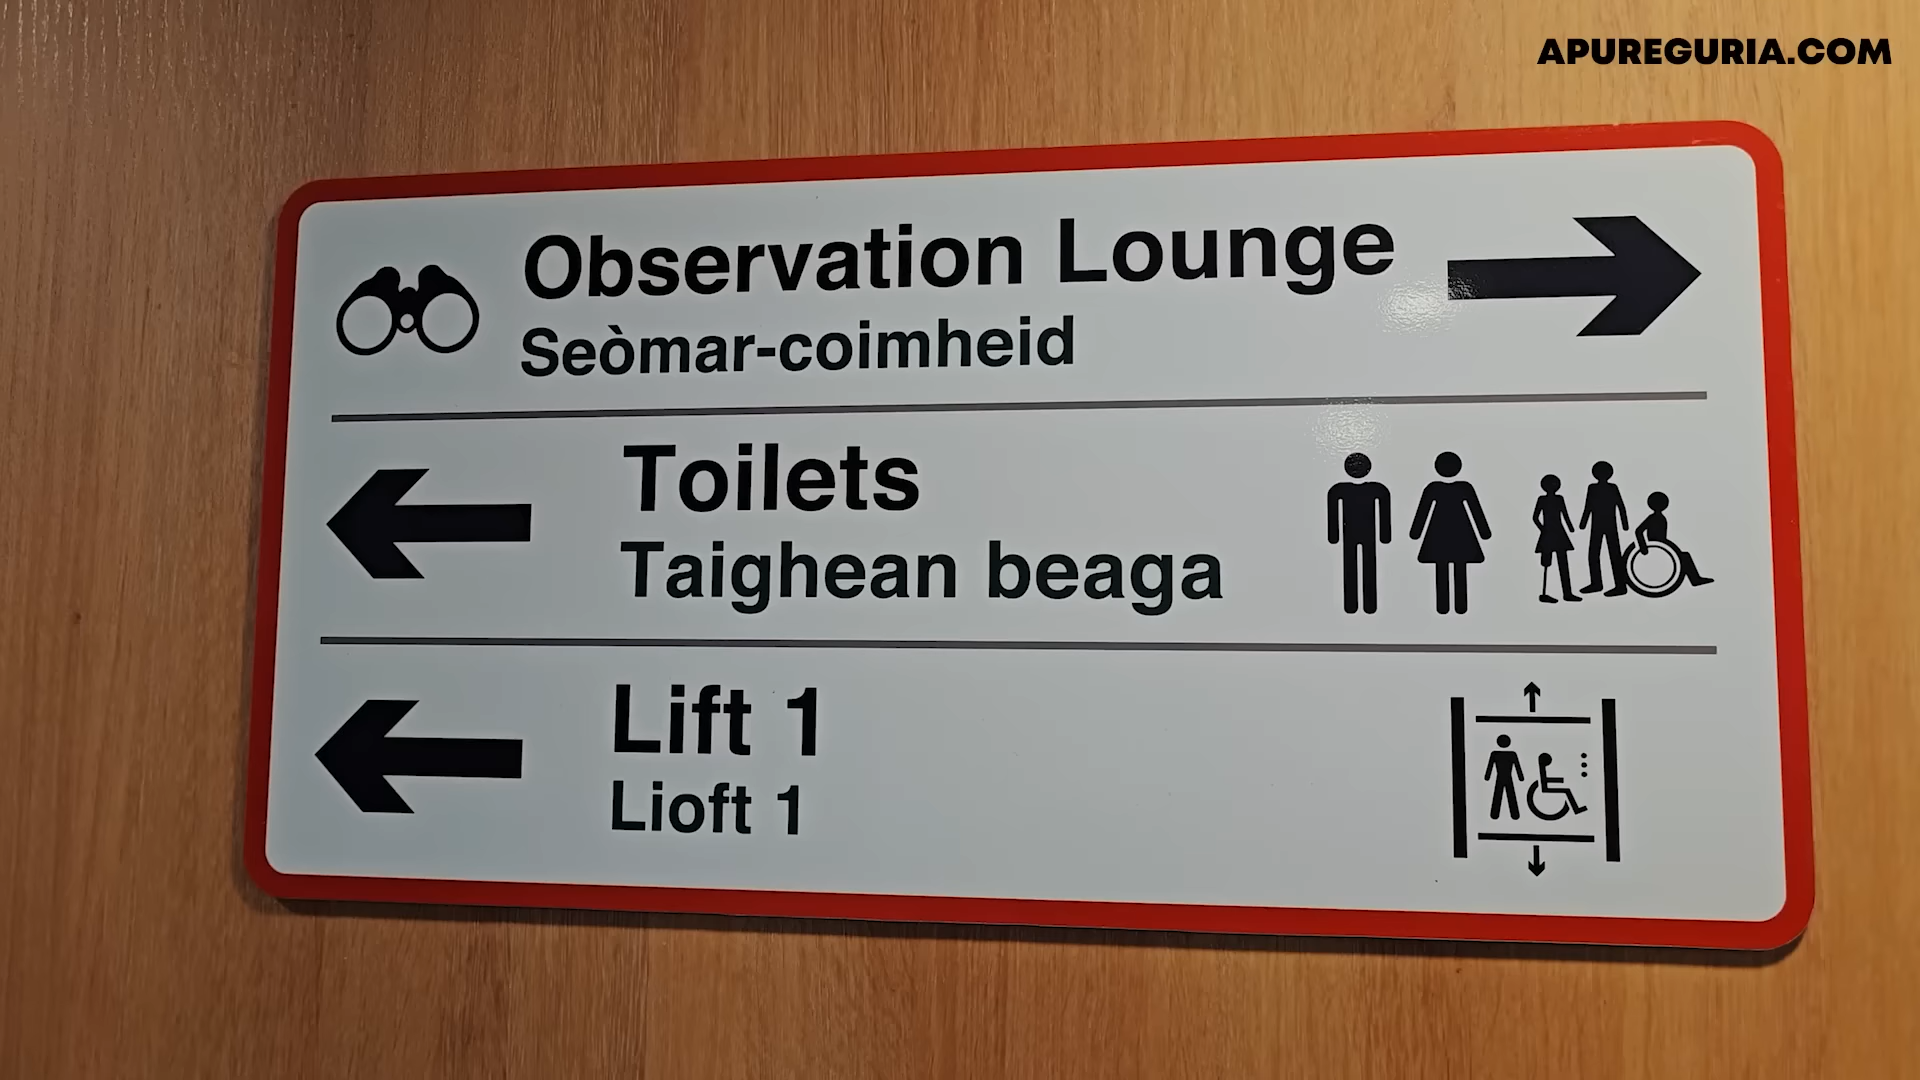 APUREGURIA.COM
Observation Lounge
Seòmar-coimheid
Toilets
Taighean beaga
Lift 1
Lioft 1